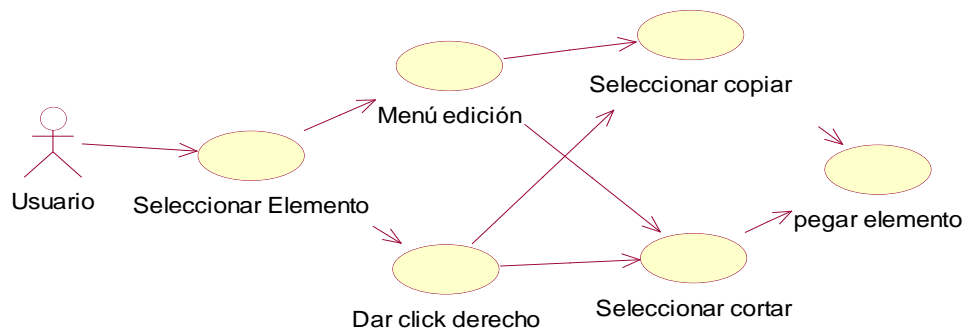 Seleccionar copiar
Menú edición
Usuario
Seleccionar Elemento
pegar elemento
Seleccionar cortar
Dar click derecho